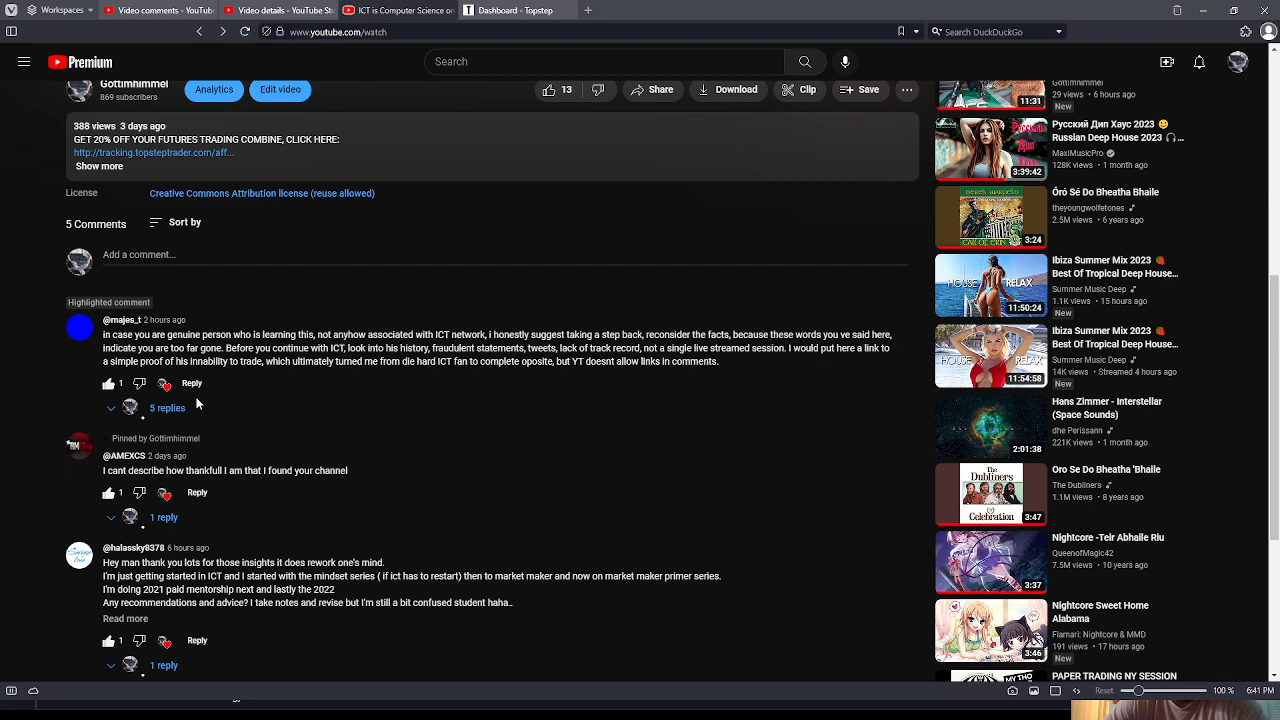 Workspaces
Video comments - YouTub
Video details - YouTube St
ICT is Computer Science o
Dashboard - Topstep
www.youtube.com/watch
Search DuckDuckGo
Premium
Search
Gottimhimmel
869 subscribers
Analytics
Edit video
13
Share
Download
Clip
Save
388 views 3 days ago
GET 20% OFF YOUR FUTURES TRADING COMBINE CLICK HERE:
http://tracking.topsteptrader.com/aff...
Show more
License
Creative Commons Attribution license (reuse allowed)
5 Comments
Sort by
Add a comment...
Highlighted comment
@majes_t 2 hours ago
in case you are genuine person who is learning this, not some how associated with ICT network, i honestly suggest taking a step back, reconsider the facts, because these words you ve said here,
indicate you are too far gone. Before you continue with ICT, look into his history, fraudulent statements, tweets, lack of track record, not a single live streamed session. I would put here a link to
a simple proof of his innability to trade, which ultimately turned me from die hard ICT fan to complete oposite, but YT doesnt allow links in comments.
1
Reply
5 replies
Pinned by Gottimhimmel
@AMEXCS 2 days ago
I cant describe how thankfull I am that I found your channel
1
Reply
1 reply
@halassky8378 6 hours ago
Hey man thank you lots for those insights it does rework one's mind.
I'm just getting started in ICT and I started with the mindset series ( If ict has to restart) then to market maker and now on market maker primer series.
I'm doing 2021 paid mentorship next and lastly the 2022.
Any recommendations and advice? I take notes and revise but I'm still a bit confused student haha..
Read more
1
Reply
1 reply
Gottimhimmel
29 views • 6 hours ago
New
11:31
Русский Дип Хаус 2023
Russian Deep House 2023
MaxiMusicPro
128K views • 1 month ago
3:39:42
Óró Sé Do Bheatha Bhaile
theyoungwolfetones
2.5M views • 6 years ago
3:24
Ibiza Summer Mix 2023
Best Of Tropical Deep House...
Summer Music Deep
1.1K views • 15 hours ago
New
HOUSE RELAX
11:50:24
Ibiza Summer Mix 2023
Best Of Tropical Deep House...
Summer Music Deep
14K views • Streamed 4 hours ago
New
HOUSE RELAX
11:54:58
Hans Zimmer - Interstellar
(Space Sounds)
dhe Perissann
221K views • 1 month ago
2:01:38
Oro Se Do Bheatha 'Bhaile
The Dubliners
1.1M views • 8 years ago
The
DUBLINERS
Celebration
3:47
Nightcore -Teir Abhaile Riu
QueenofMagic42
7.5M views • 10 years ago
3:37
Nightcore Sweet Home
Alabama
Flamari: Nightcore & MMD
191 views • 17 hours ago
New
3:46
PAPER TRADING NY SESSION
MY THO
Reset
100 %
6:41 PM